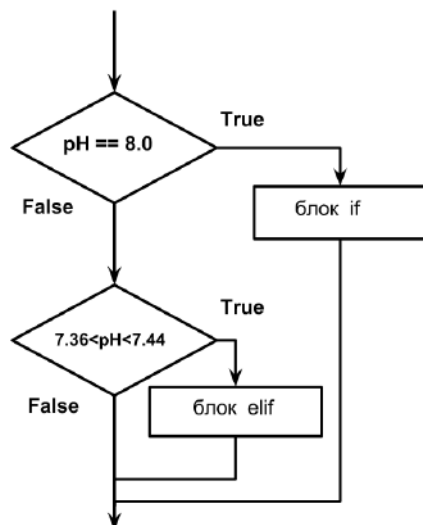 True
pH == 8.0
False
блок if
True
7.36<pH<7.44
False
блок elif